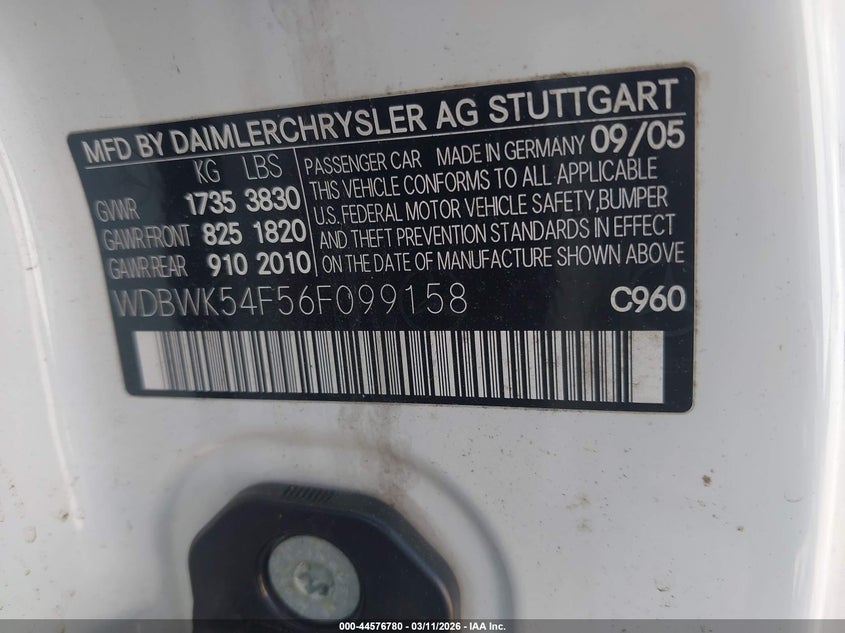 MFD BY DAIMLERCHRYSLER AG STUTTGART
KG LBS
GVWR 1735 3830
GAWR FRONT 825 1820
GAWR REAR 910 2010
PASSENGER CAR MADE IN GERMANY 09/05
THIS VEHICLE CONFORMS TO ALL APPLICABLE
U.S. FEDERAL MOTOR VEHICLE SAFETY,BUMPER
AND THEFT PREVENTION STANDARDS IN EFFECT
ON THE DATE OF MANUFACTURE SHOWN ABOVE
WDBWK54F56F099158 C960
000-44576780 - 03/11/2026 - IAA Inc.